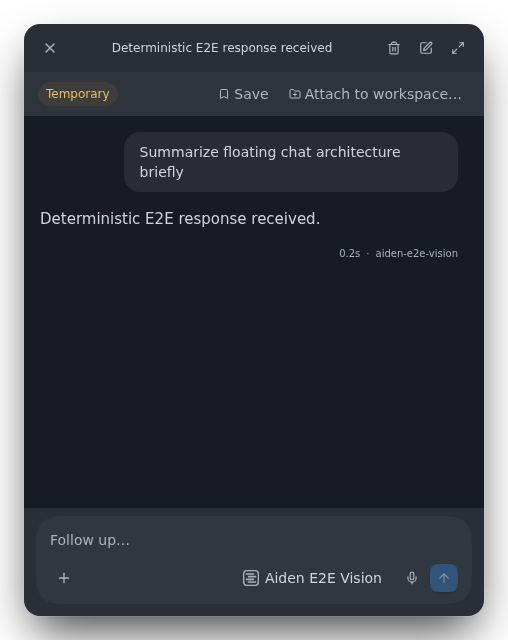 Deterministic E2E response received
Temporary
Save
Attach to workspace...
Summarize floating chat architecture
briefly
Deterministic E2E response received.
0.2s · aiden-e2e-vision
Follow up...
Aiden E2E Vision